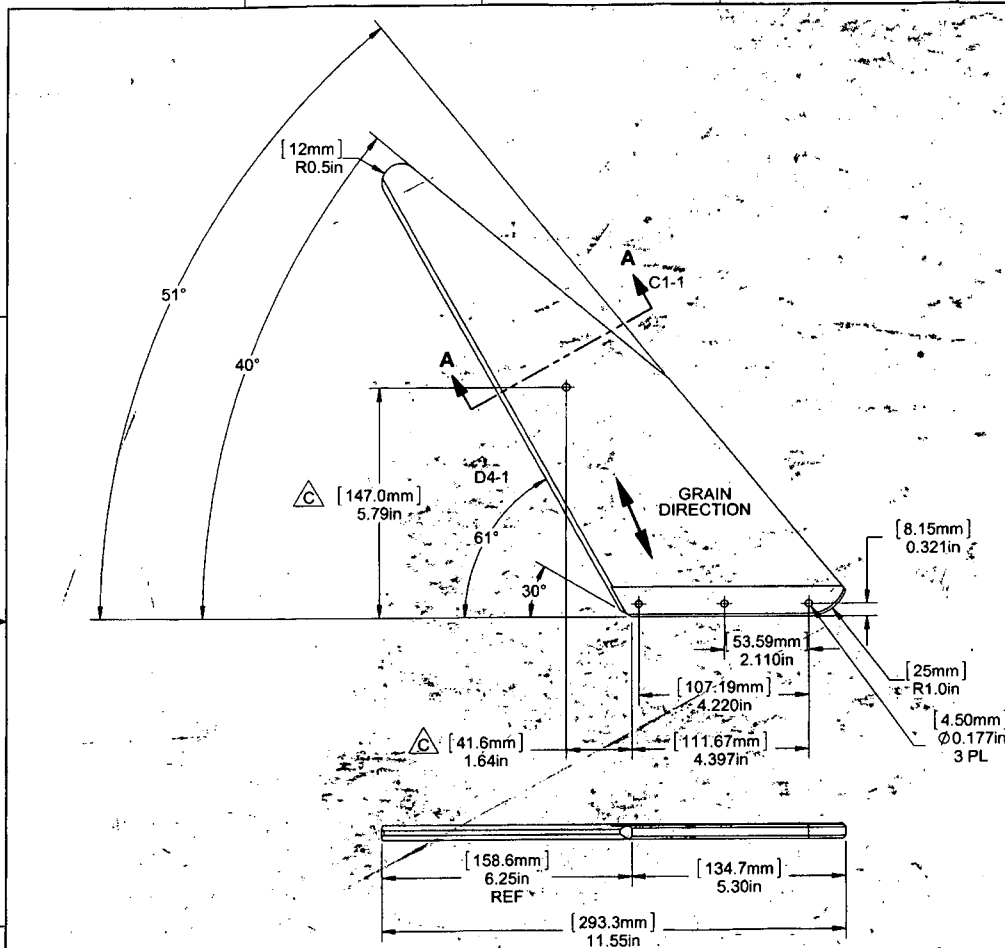 [12mm]
R0.5in
51°
40°
A
C1-1
A
D4-1
C
[147.0mm]
5.79in
61°
30°
GRAIN
DIRECTION
[8.15mm]
0.321in
[53.59mm]
2.110in
[107.19mm]
4.220in
[25mm]
R1.0in
[4.50mm
Ø0.177in
3 PL
C
[41.6mm]
1.64in
[111.67mm]
4.397in
[158.6mm]
6.25in
REF
[134.7mm]
5.30in
[293.3mm]
11.55in